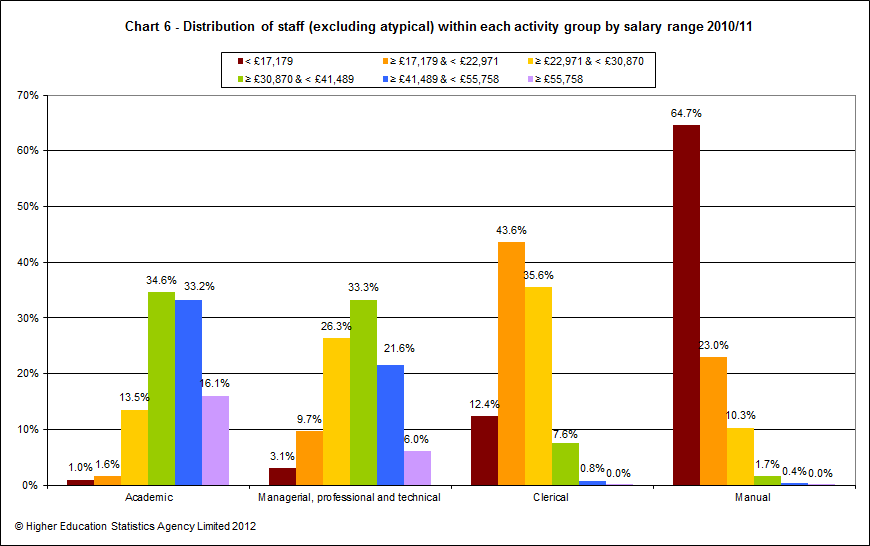 Chart 6 - Distribution of staff (excluding atypical) within each activity group by salary range 2010/11
< £17,179 ≥ £17,179 & < £22,971 ≥ £22,971 & < £30,870
≥ £30,870 & < £41,489 ≥ £41,489 & < £55,758 ≥ £55,758
70%
60%
50%
40%
30%
20%
10%
0%
1.0% 1.6% 13.5% 34.6% 33.2% 16.1%
3.1% 9.7% 26.3% 33.3% 21.6% 6.0%
12.4% 43.6% 35.6% 7.6% 0.8% 0.0%
64.7% 23.0% 10.3% 1.7% 0.4% 0.0%
Academic Managerial, professional and technical Clerical Manual
© Higher Education Statistics Agency Limited 2012